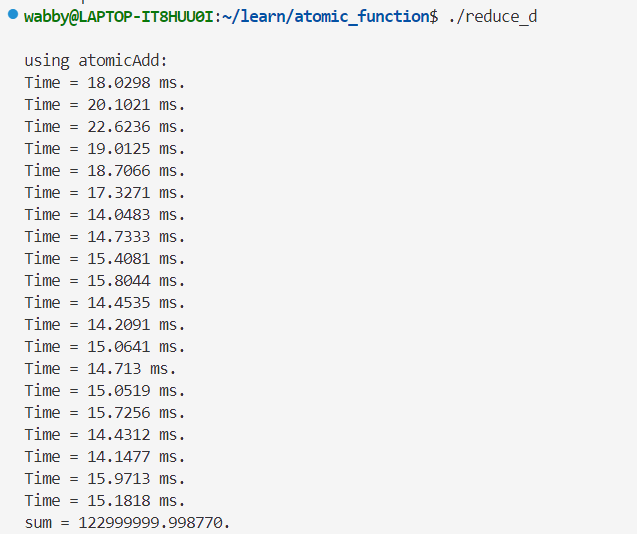 wabby@LAPTOP-IT8HUU0I:~/learn/atomic_function$ ./reduce_d
using atomicAdd:
Time = 18.0298 ms.
Time = 20.1021 ms.
Time = 22.6236 ms.
Time = 19.0125 ms.
Time = 18.7066 ms.
Time = 17.3271 ms.
Time = 14.0483 ms.
Time = 14.7333 ms.
Time = 15.4081 ms.
Time = 15.8044 ms.
Time = 14.4535 ms.
Time = 14.2091 ms.
Time = 15.0641 ms.
Time = 14.713 ms.
Time = 15.0519 ms.
Time = 15.7256 ms.
Time = 14.4312 ms.
Time = 14.1477 ms.
Time = 15.9713 ms.
Time = 15.1818 ms.
sum = 122999999.998770.